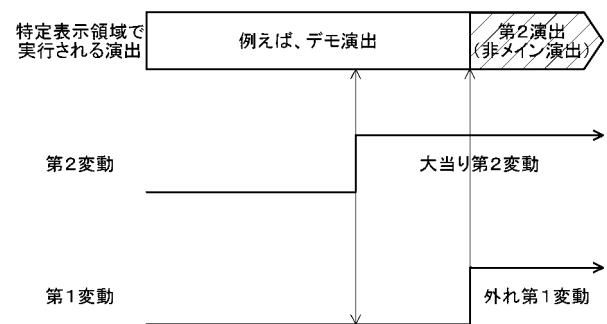 特定表示領域で
実行される演出
例えば、デモ演出
第2演出
(非メイン演出)
第2変動
大当り第2変動
第1変動
外れ第1変動